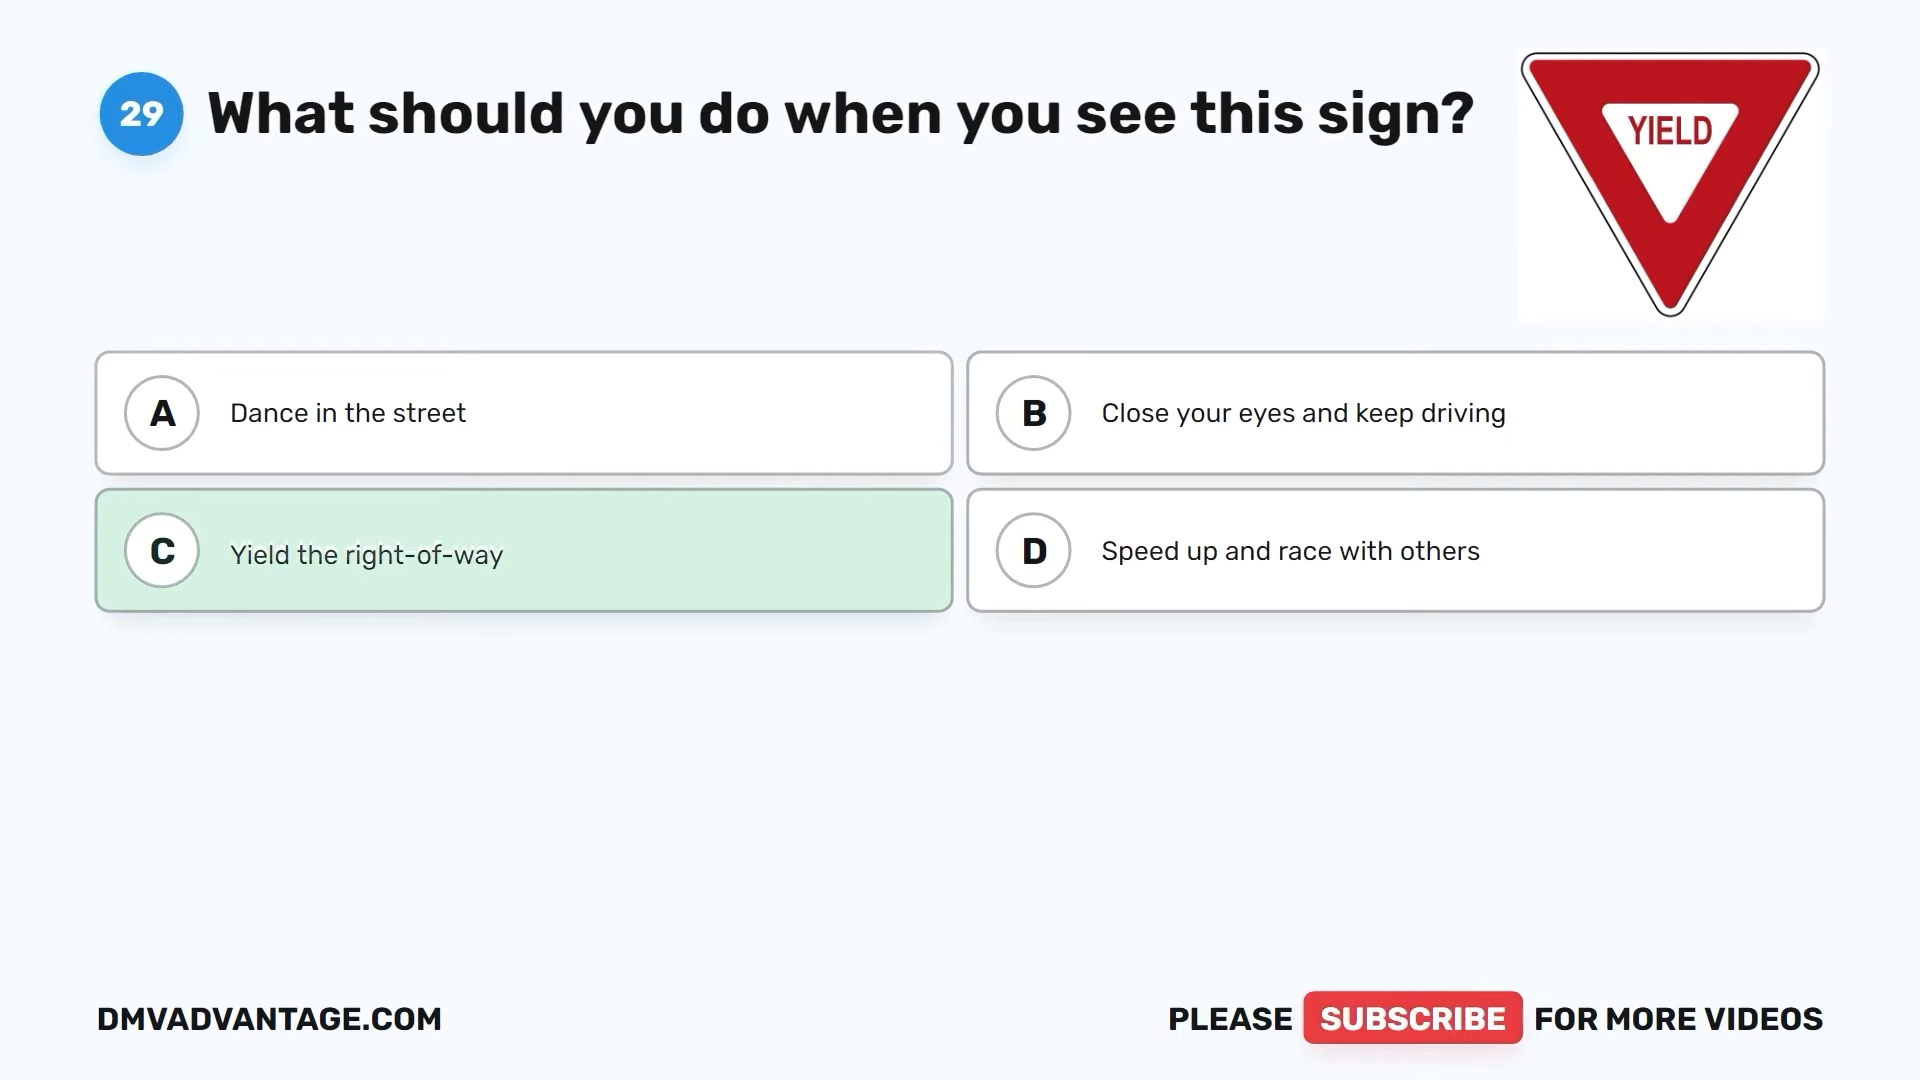 29 What should you do when you see this sign?
YIELD
A Dance in the street
B Close your eyes and keep driving
C Yield the right-of-way
D Speed up and race with others
DMVADVANTAGE.COM
PLEASE SUBSCRIBE FOR MORE VIDEOS